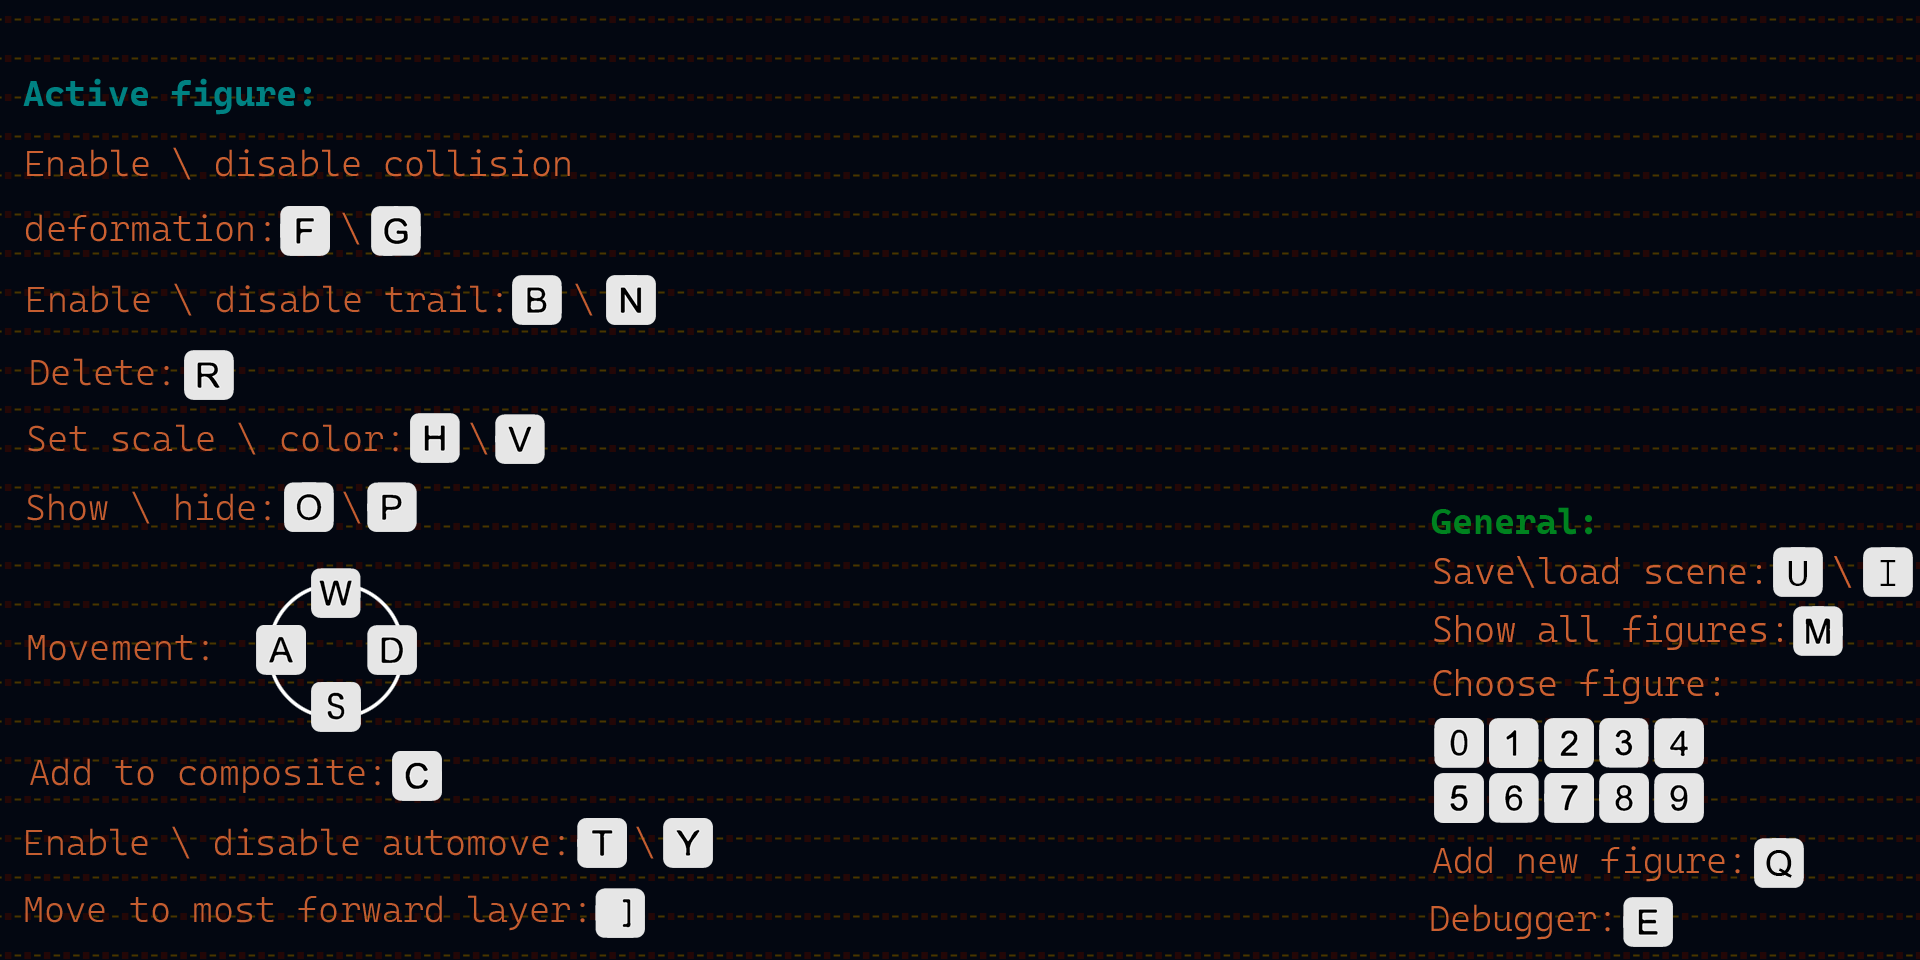 Active figure:
Enable \ disable collision
deformation: F \ G
Enable \ disable trail: B \ N
Delete: R
Set scale \ color: H \ V
Show \ hide: O \ P
W
Movement: A D
S
Add to composite: C
Enable \ disable automove: T \ Y
Move to most forward layer: ]
General:
Save\load scene: U \ I
Show all figures: M
Choose figure:
0 1 2 3 4
5 6 7 8 9
Add new figure: Q
Debugger: E